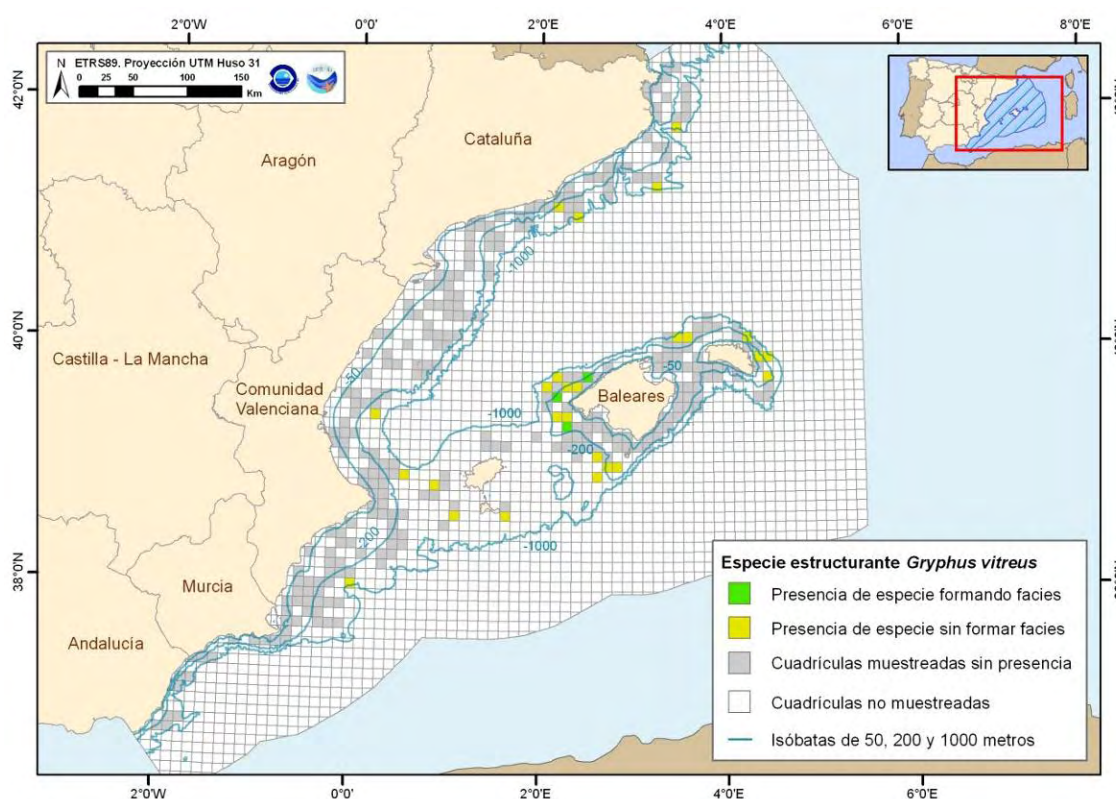 2°0'W
0°0'
2°0'E
4°0'E
6°0'E
8°0'E
N
ETRS89. Proyección UTM Huso 31
0 25 50 100 150
Km
42°0'N
Cataluña
Aragón
-1000
40°0'N
Castilla - La Mancha
-50
Comunidad
Valenciana
-50
Baleares
-1000
-200
-200
-1000
38°0'N
Murcia
Andalucía
Especie estructurante Gryphus vitreus
Presencia de especie formando facies
Presencia de especie sin formar facies
Cuadrículas muestreadas sin presencia
Cuadrículas no muestreadas
Isóbatas de 50, 200 y 1000 metros
2°0'W
0°0'
2°0'E
4°0'E
6°0'E